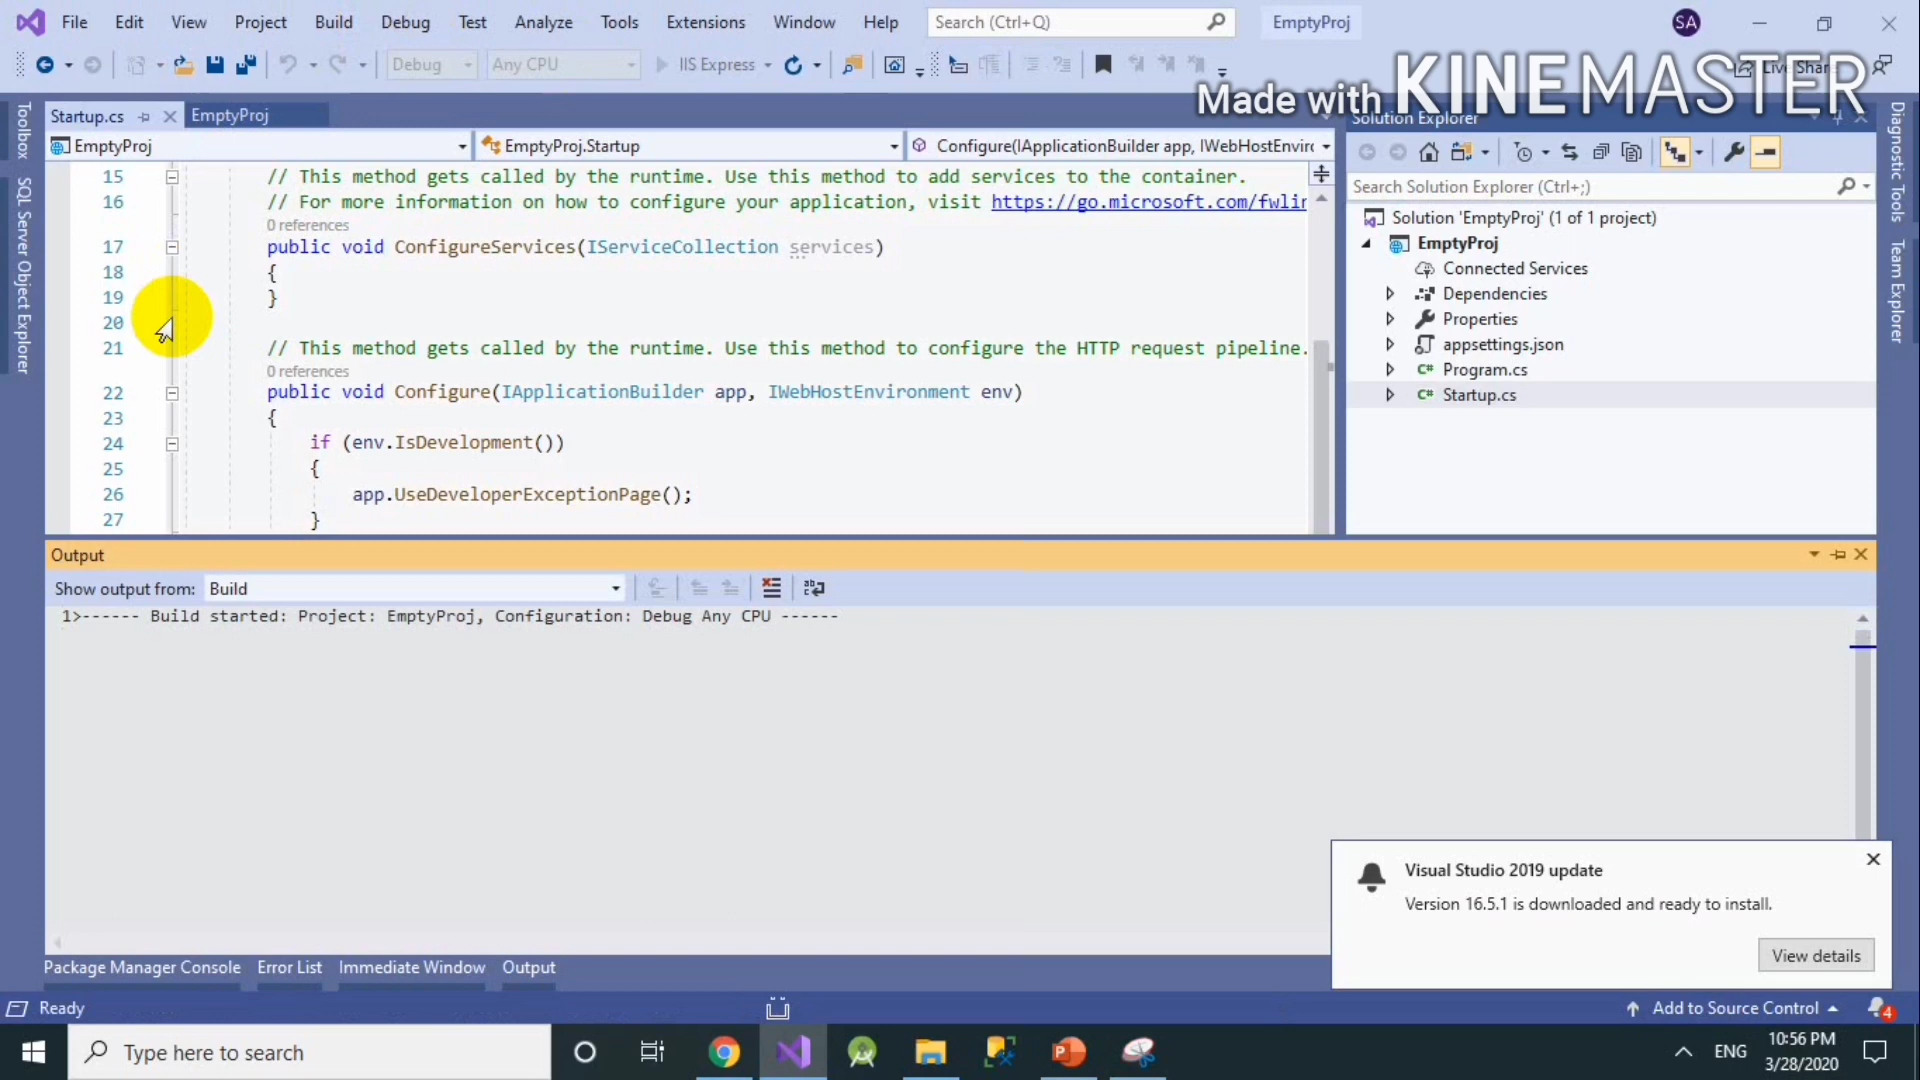 File Edit View Project Build Debug Test Analyze Tools Extensions Window Help Search (Ctrl+Q) EmptyProj SA
Debug Any CPU IIS Express Live Share
Made with KINEMASTER
Toolbox
SQL Server Object Explorer
Startup.cs EmptyProj
EmptyProj EmptyProj.Startup Configure(IApplicationBuilder app, IWebHostEnvirc
15 // This method gets called by the runtime. Use this method to add services to the container.
16 // For more information on how to configure your application, visit https://go.microsoft.com/fwlir
0 references
17 public void ConfigureServices(IServiceCollection services)
18 {
19 }
20
21 // This method gets called by the runtime. Use this method to configure the HTTP request pipeline.
0 references
22 public void Configure(IApplicationBuilder app, IWebHostEnvironment env)
23 {
24 if (env.IsDevelopment())
25 {
26 app.UseDeveloperExceptionPage();
27 }
Solution Explorer
Search Solution Explorer (Ctrl+;)
Solution 'EmptyProj' (1 of 1 project)
EmptyProj
Connected Services
Dependencies
Properties
appsettings.json
C# Program.cs
C# Startup.cs
Diagnostic Tools
Team Explorer
Output
Show output from: Build
1>------ Build started: Project: EmptyProj, Configuration: Debug Any CPU ------
Visual Studio 2019 update
Version 16.5.1 is downloaded and ready to install.
View details
Package Manager Console Error List Immediate Window Output
Ready Add to Source Control 4
Type here to search ENG 10:56 PM
3/28/2020